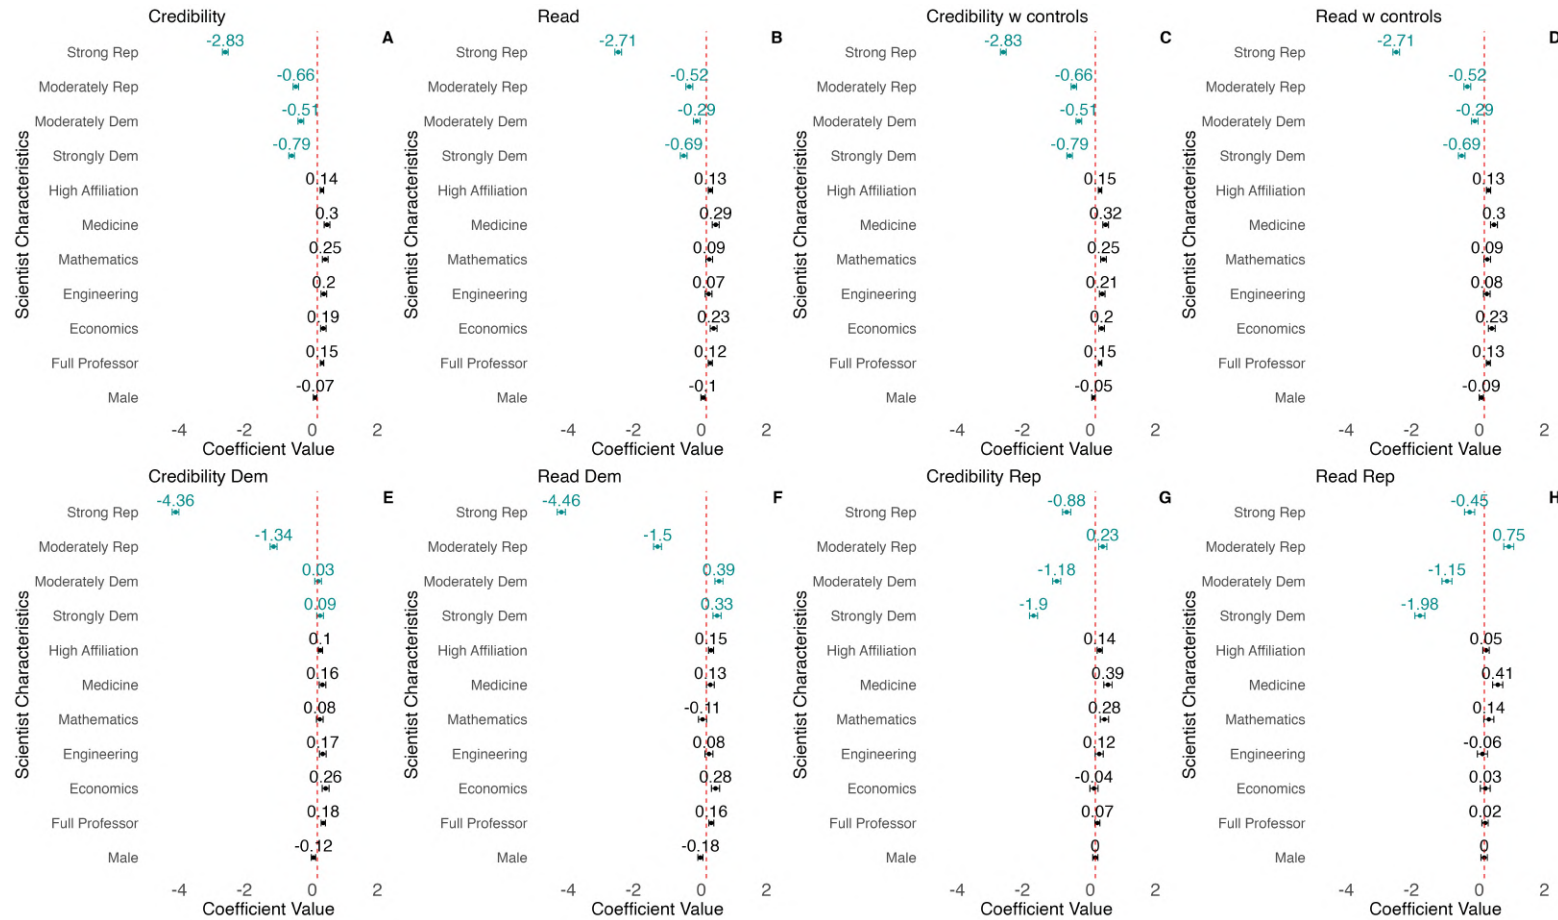 Credibility
A
Scientist Characteristics
Strong Rep
-2.83
Moderately Rep
-0.66
Moderately Dem
-0.51
Strongly Dem
-0.79
High Affiliation
0.14
Medicine
0.3
Mathematics
0.25
Engineering
0.2
Economics
0.19
Full Professor
0.15
Male
-0.07
-4 -2 0 2
Coefficient Value
Read
B
Scientist Characteristics
Strong Rep
-2.71
Moderately Rep
-0.52
Moderately Dem
-0.29
Strongly Dem
-0.69
High Affiliation
0.13
Medicine
0.29
Mathematics
0.09
Engineering
0.07
Economics
0.23
Full Professor
0.12
Male
-0.1
-4 -2 0 2
Coefficient Value
Credibility w controls
C
Scientist Characteristics
Strong Rep
-2.83
Moderately Rep
-0.66
Moderately Dem
-0.51
Strongly Dem
-0.79
High Affiliation
0.15
Medicine
0.32
Mathematics
0.25
Engineering
0.21
Economics
0.2
Full Professor
0.15
Male
-0.05
-4 -2 0 2
Coefficient Value
Read w controls
D
Scientist Characteristics
Strong Rep
-2.71
Moderately Rep
-0.52
Moderately Dem
-0.29
Strongly Dem
-0.69
High Affiliation
0.13
Medicine
0.3
Mathematics
0.09
Engineering
0.08
Economics
0.23
Full Professor
0.13
Male
-0.09
-4 -2 0 2
Coefficient Value
Credibility Dem
E
Scientist Characteristics
Strong Rep
-4.36
Moderately Rep
-1.34
Moderately Dem
0.03
Strongly Dem
0.09
High Affiliation
0.1
Medicine
0.16
Mathematics
0.08
Engineering
0.17
Economics
0.26
Full Professor
0.18
Male
-0.12
-4 -2 0 2
Coefficient Value
Read Dem
F
Scientist Characteristics
Strong Rep
-4.46
Moderately Rep
-1.5
Moderately Dem
0.39
Strongly Dem
0.33
High Affiliation
0.15
Medicine
0.13
Mathematics
-0.11
Engineering
0.08
Economics
0.28
Full Professor
0.16
Male
-0.18
-4 -2 0 2
Coefficient Value
Credibility Rep
G
Scientist Characteristics
Strong Rep
-0.88
Moderately Rep
0.23
Moderately Dem
-1.18
Strongly Dem
-1.9
High Affiliation
0.14
Medicine
0.39
Mathematics
0.28
Engineering
0.12
Economics
-0.04
Full Professor
0.07
Male
0
-4 -2 0 2
Coefficient Value
Read Rep
H
Scientist Characteristics
Strong Rep
-0.45
Moderately Rep
0.75
Moderately Dem
-1.15
Strongly Dem
-1.98
High Affiliation
0.05
Medicine
0.41
Mathematics
0.14
Engineering
-0.06
Economics
0.03
Full Professor
0.02
Male
0
-4 -2 0 2
Coefficient Value